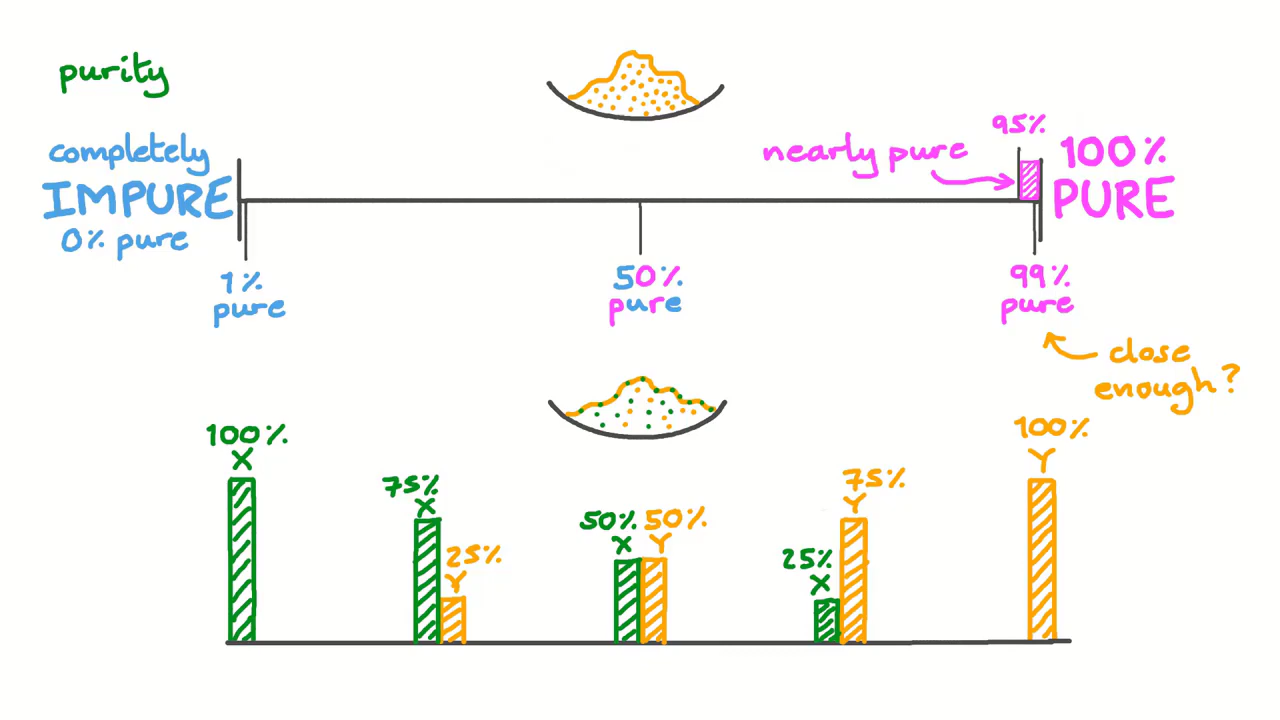 purity
completely
IMPURE
0% pure
nearly pure
95%
100%
PURE
1%
pure
50%
pure
99%
pure
close
enough?
100%
X
75%
X
25%
Y
50%
X
50%
Y
25%
X
75%
Y
100%
Y